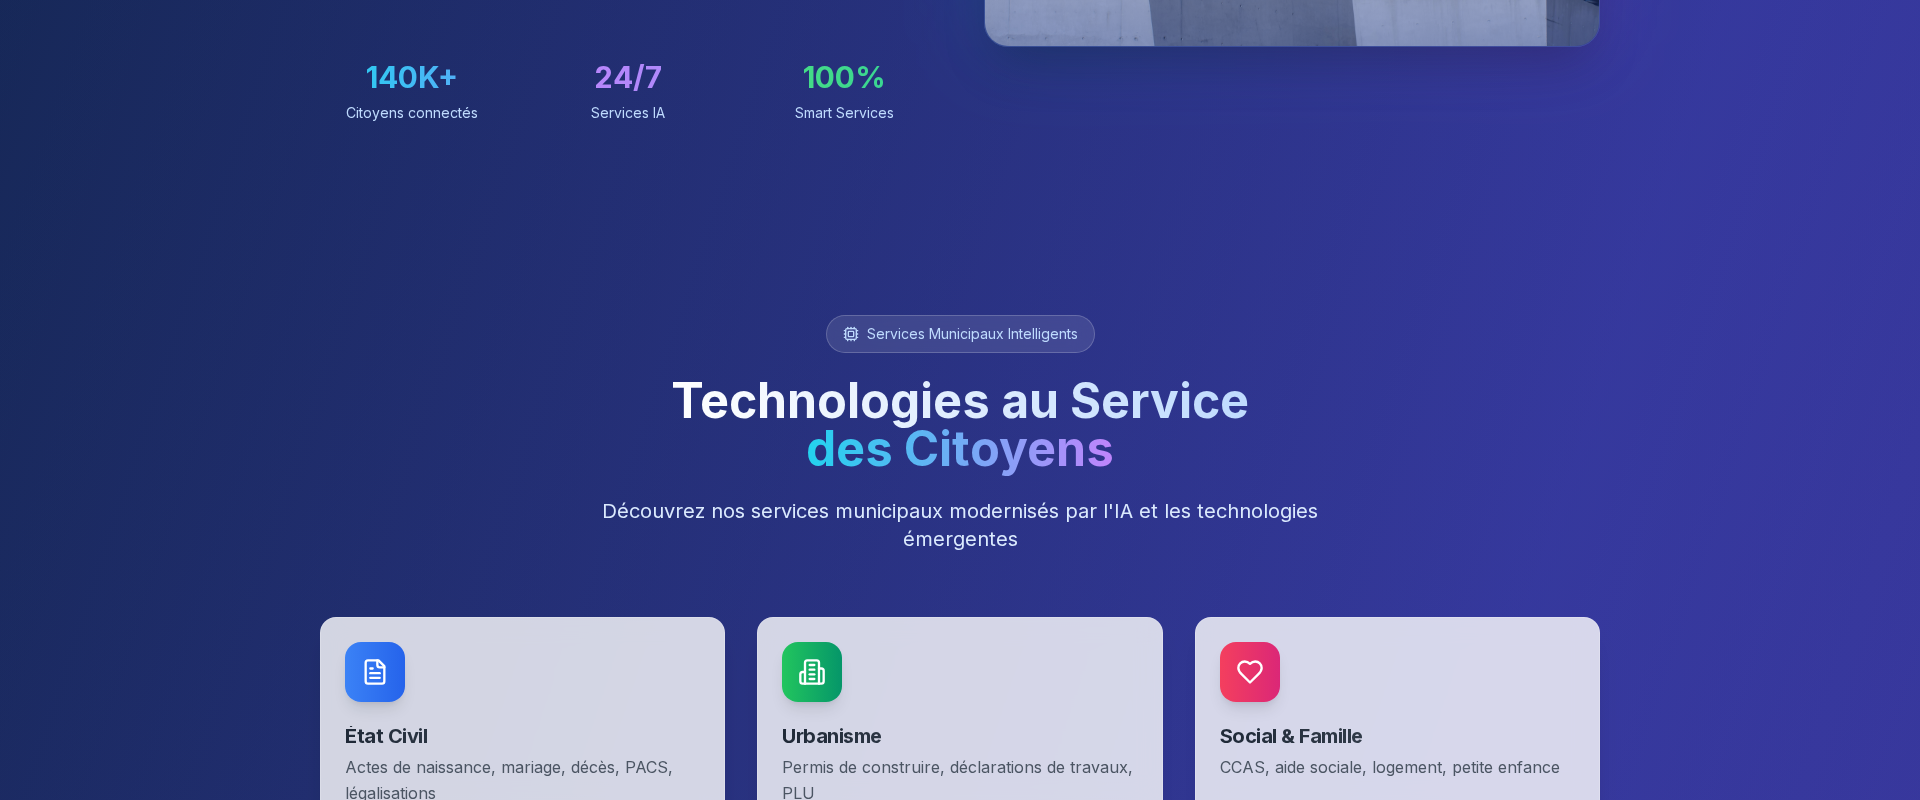 140K+
Citoyens connectés
24/7
Services IA
100%
Smart Services
Services Municipaux Intelligents
Technologies au Service
des Citoyens
Découvrez nos services municipaux modernisés par l'IA et les technologies
émergentes
État Civil
Actes de naissance, mariage, décès, PACS,
légalisations
Urbanisme
Permis de construire, déclarations de travaux,
PLU
Social & Famille
CCAS, aide sociale, logement, petite enfance